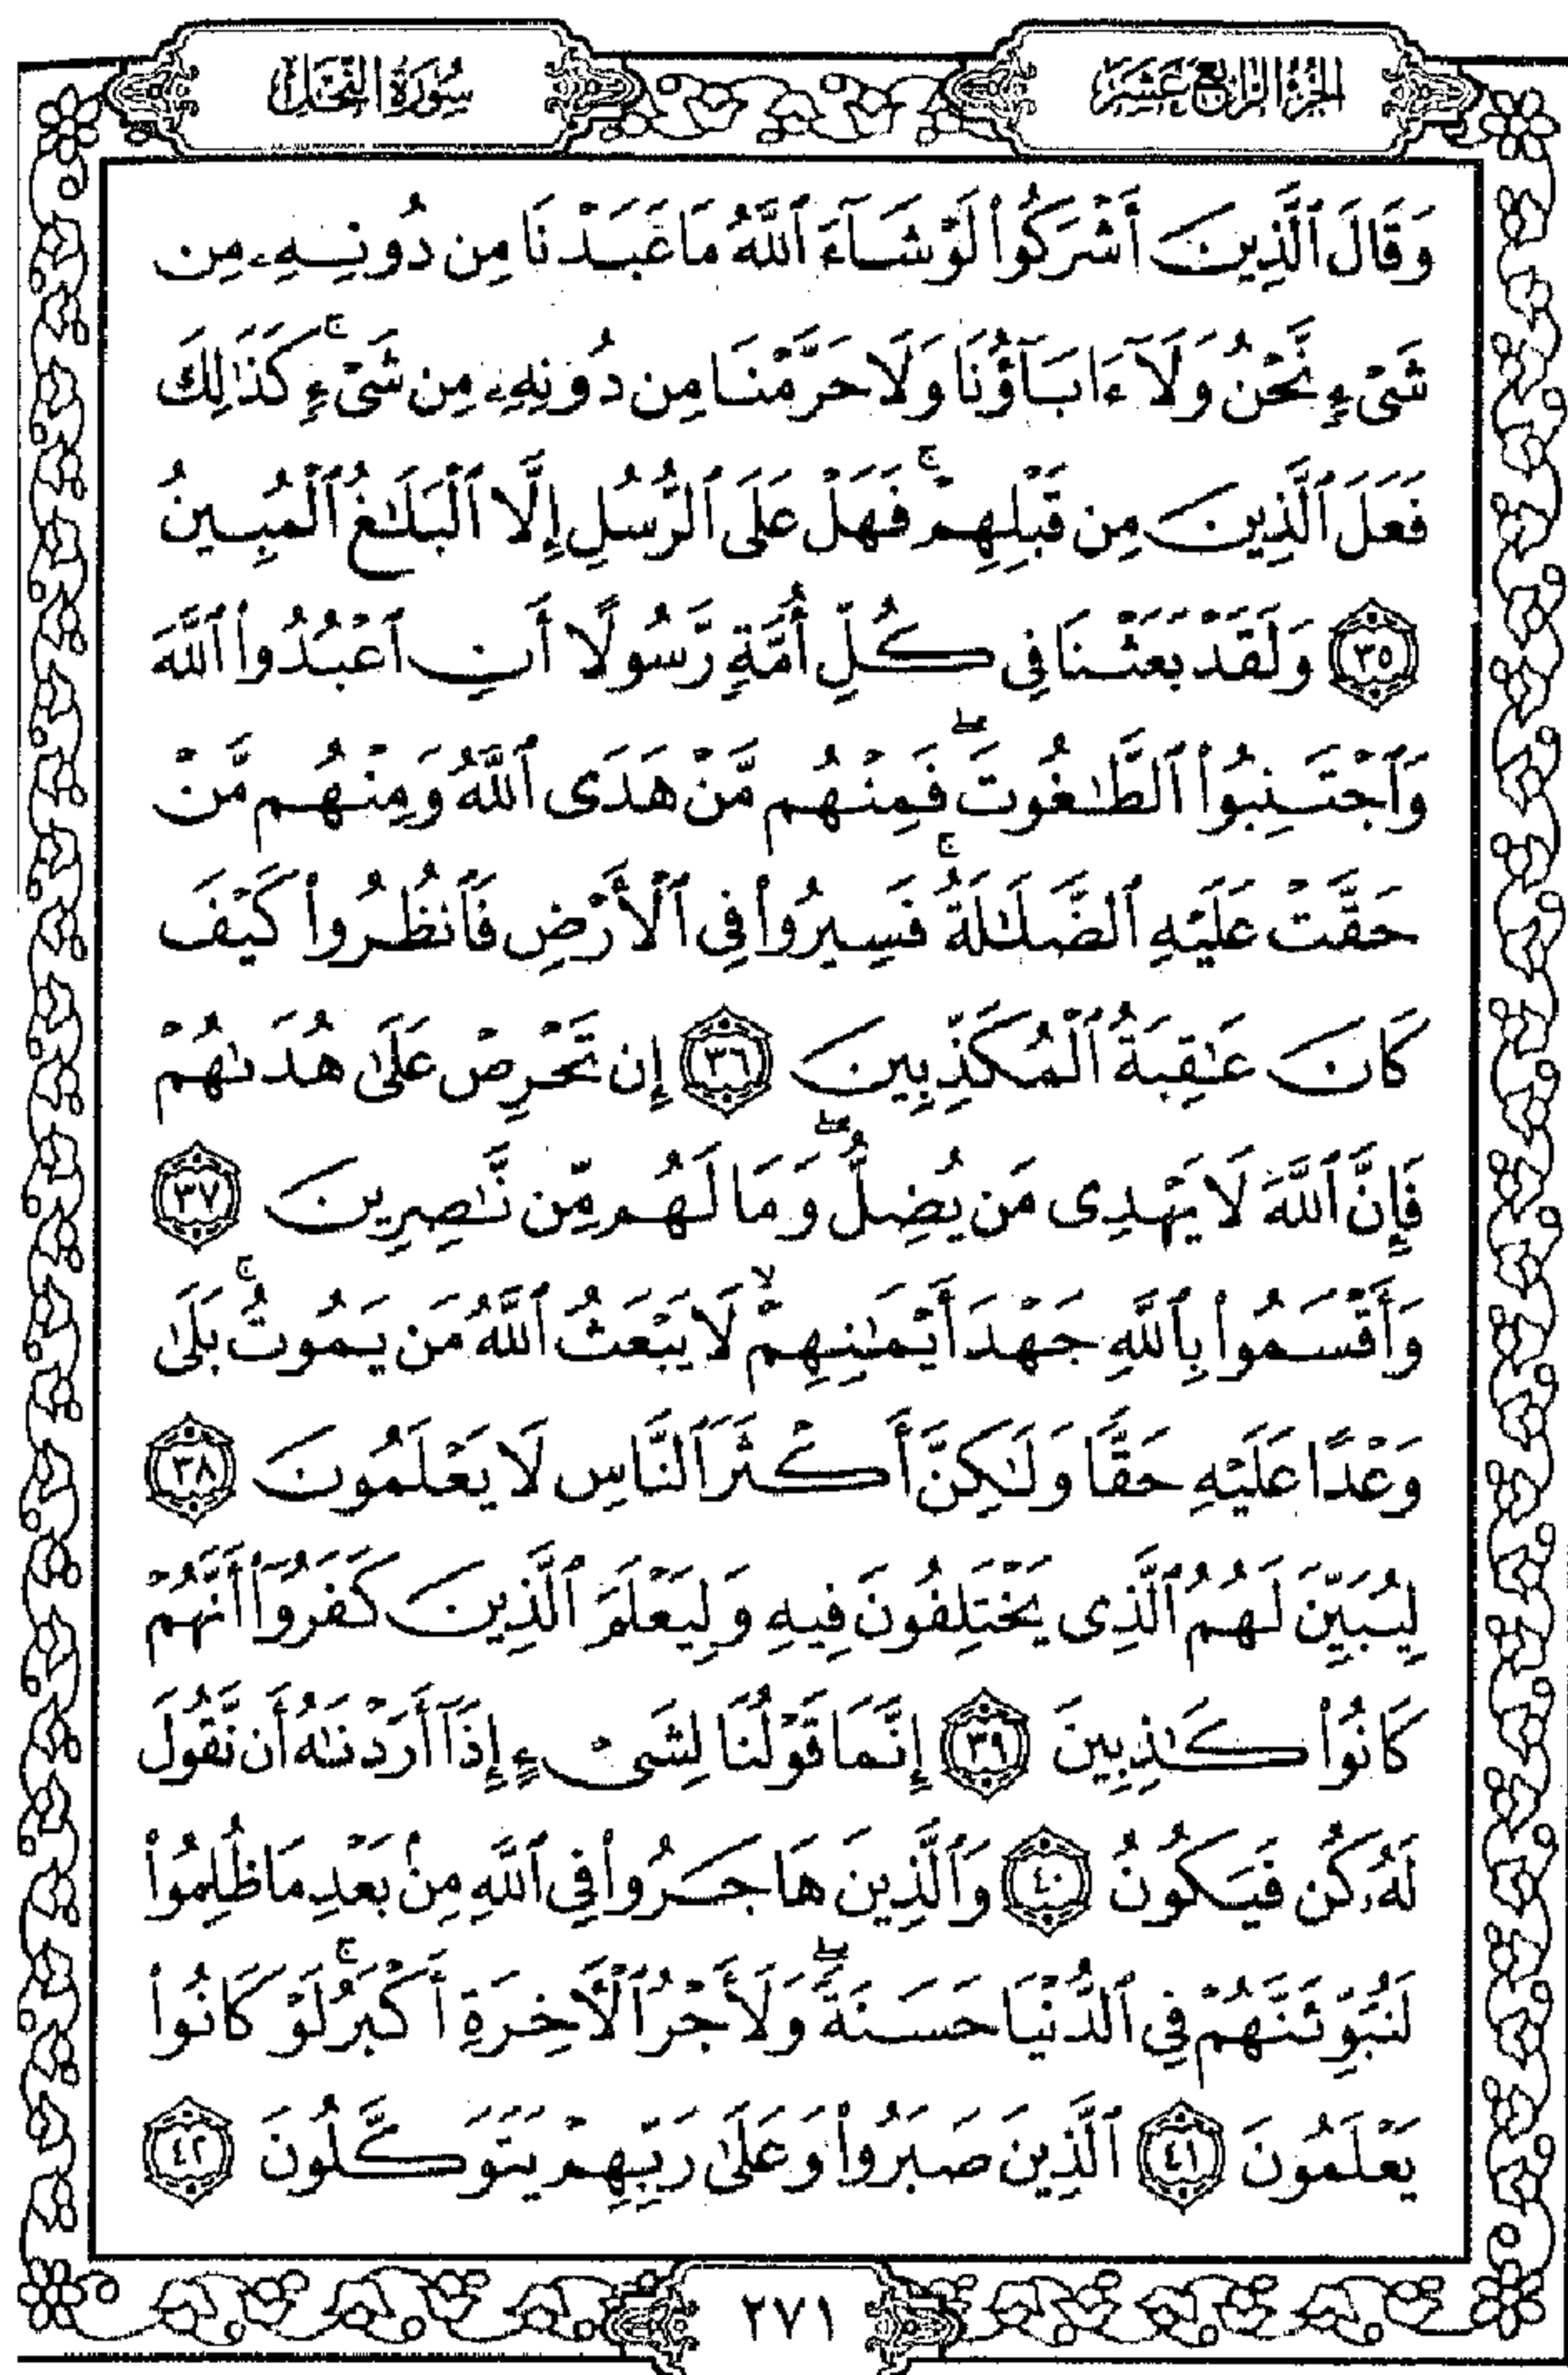 الجزء الرابع عشر
سورة النحل
وَقَالَ ٱلَّذِينَ أَشْرَكُوا۟ لَوْ شَآءَ ٱللَّهُ مَا عَبَدْنَا مِن دُونِهِۦ مِن
شَىْءٍ نَّحْنُ وَلَآ ءَابَآؤُنَا وَلَا حَرَّمْنَا مِن دُونِهِۦ مِن شَىْءٍ ۚ كَذَٰلِكَ
فَعَلَ ٱلَّذِينَ مِن قَبْلِهِمْ ۚ فَهَلْ عَلَى ٱلرُّسُلِ إِلَّا ٱلْبَلَٰغُ ٱلْمُبِينُ
٣٥ وَلَقَدْ بَعَثْنَا فِى كُلِّ أُمَّةٍ رَّسُولًا أَنِ ٱعْبُدُوا۟ ٱللَّهَ
وَٱجْتَنِبُوا۟ ٱلطَّٰغُوتَ ۖ فَمِنْهُم مَّنْ هَدَى ٱللَّهُ وَمِنْهُم مَّنْ
حَقَّتْ عَلَيْهِ ٱلضَّلَٰلَةُ ۚ فَسِيرُوا۟ فِى ٱلْأَرْضِ فَٱنظُرُوا۟ كَيْفَ
كَانَ عَٰقِبَةُ ٱلْمُكَذِّبِينَ ٣٦ إِن تَحْرِصْ عَلَىٰ هُدَىٰهُمْ
فَإِنَّ ٱللَّهَ لَا يَهْدِى مَن يُضِلُّ ۖ وَمَا لَهُم مِّن نَّٰصِرِينَ ٣٧
وَأَقْسَمُوا۟ بِٱللَّهِ جَهْدَ أَيْمَٰنِهِمْ ۙ لَا يَبْعَثُ ٱللَّهُ مَن يَمُوتُ ۚ بَلَىٰ
وَعْدًا عَلَيْهِ حَقًّا وَلَٰكِنَّ أَكْثَرَ ٱلنَّاسِ لَا يَعْلَمُونَ ٣٨
لِيُبَيِّنَ لَهُمُ ٱلَّذِى يَخْتَلِفُونَ فِيهِ وَلِيَعْلَمَ ٱلَّذِينَ كَفَرُوٓا۟ أَنَّهُمْ
كَانُوا۟ كَٰذِبِينَ ٣٩ إِنَّمَا قَوْلُنَا لِشَىْءٍ إِذَآ أَرَدْنَٰهُ أَن نَّقُولَ
لَهُۥ كُن فَيَكُونُ ٤٠ وَٱلَّذِينَ هَاجَرُوا۟ فِى ٱللَّهِ مِنۢ بَعْدِ مَا ظُلِمُوا۟
لَنُبَوِّئَنَّهُمْ فِى ٱلدُّنْيَا حَسَنَةً ۖ وَلَأَجْرُ ٱلْـَٔاخِرَةِ أَكْبَرُ ۚ لَوْ كَانُوا۟
يَعْلَمُونَ ٤١ ٱلَّذِينَ صَبَرُوا۟ وَعَلَىٰ رَبِّهِمْ يَتَوَكَّلُونَ ٤٢
٢٧١